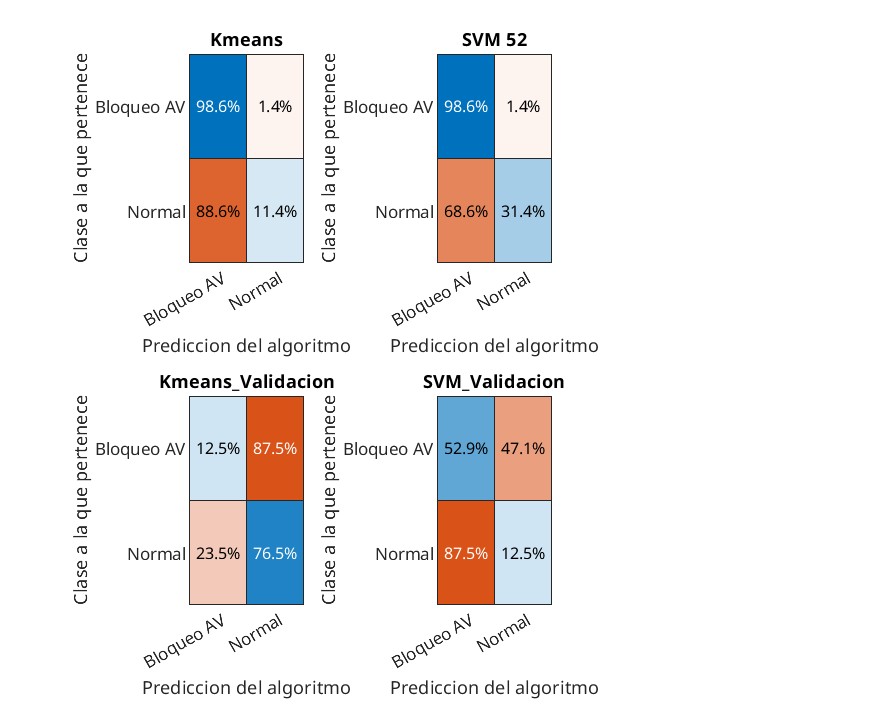 Kmeans
Clase a la que pertenece
Bloqueo AV
98.6% 1.4%
Normal
88.6% 11.4%
Bloqueo AV
Normal
Prediccion del algoritmo
SVM 52
Clase a la que pertenece
Bloqueo AV
98.6% 1.4%
Normal
68.6% 31.4%
Bloqueo AV
Normal
Prediccion del algoritmo
Kmeans_Validacion
Clase a la que pertenece
Bloqueo AV
12.5% 87.5%
Normal
23.5% 76.5%
Bloqueo AV
Normal
Prediccion del algoritmo
SVM_Validacion
Clase a la que pertenece
Bloqueo AV
52.9% 47.1%
Normal
87.5% 12.5%
Bloqueo AV
Normal
Prediccion del algoritmo